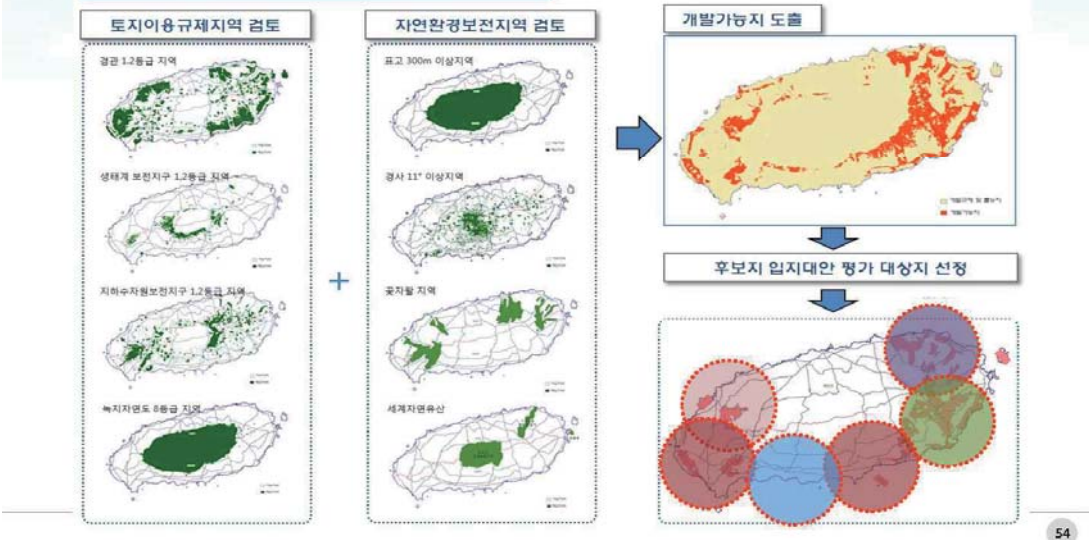 토지이용규제지역 검토
경관 1.2등급 지역
생태계 보전지구 1,2등급 지역
지하수자원보전지구 1,2등급 지역
녹지자연도 8등급 지역
+
자연환경보전지역 검토
표고 300m 이상지역
경사 11° 이상지역
곶자왈 지역
세계자연유산
개발가능지 도출
개발가능지
후보지 입지대안 평가 대상지 선정
54